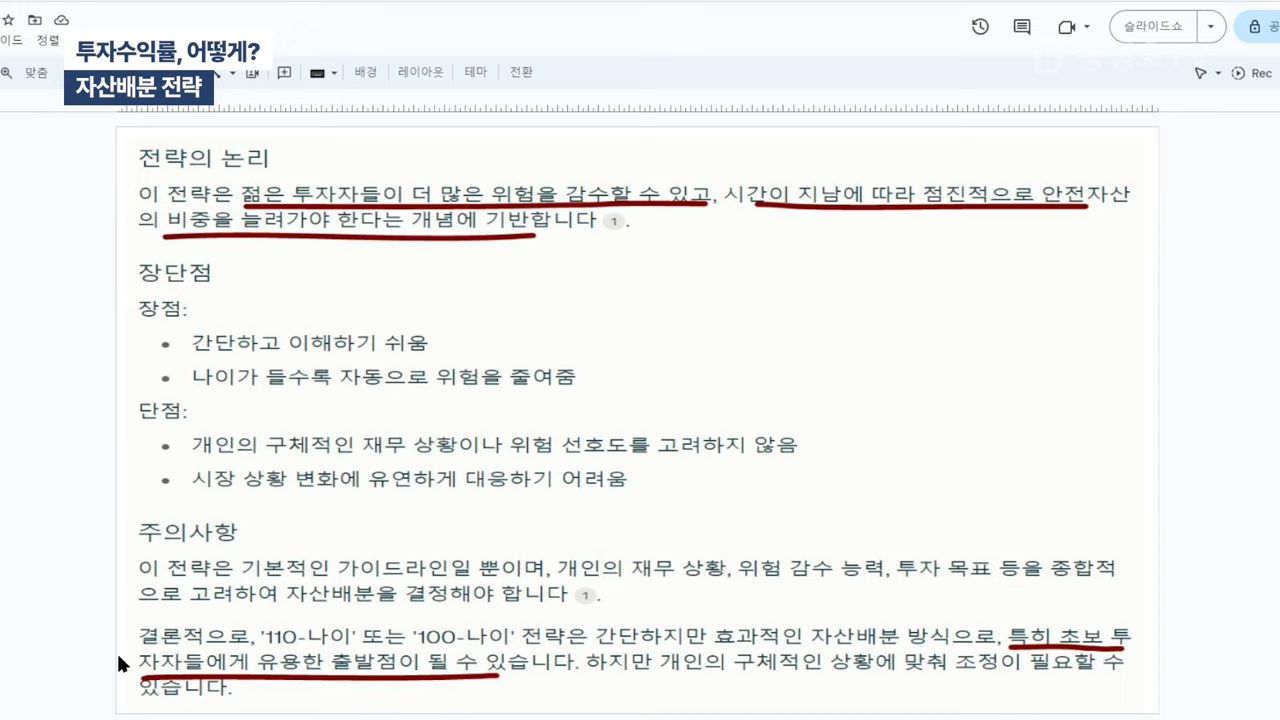 이드
정렬
투자수익률, 어떻게?
자산배분 전략
맞춤
배경
레이아웃
테마
전환
슬라이드쇼
공
Rec
전략의 논리
이 전략은 젊은 투자자들이 더 많은 위험을 감수할 수 있고, 시간이 지남에 따라 점진적으로 안전자산
의 비중을 늘려가야 한다는 개념에 기반합니다 1.
장단점
장점:
• 간단하고 이해하기 쉬움
• 나이가 들수록 자동으로 위험을 줄여줌
단점:
• 개인의 구체적인 재무 상황이나 위험 선호도를 고려하지 않음
• 시장 상황 변화에 유연하게 대응하기 어려움
주의사항
이 전략은 기본적인 가이드라인일 뿐이며, 개인의 재무 상황, 위험 감수 능력, 투자 목표 등을 종합적
으로 고려하여 자산배분을 결정해야 합니다 1.
결론적으로, '110-나이' 또는 '100-나이' 전략은 간단하지만 효과적인 자산배분 방식으로, 특히 초보 투
자자들에게 유용한 출발점이 될 수 있습니다. 하지만 개인의 구체적인 상황에 맞춰 조정이 필요할 수
있습니다.